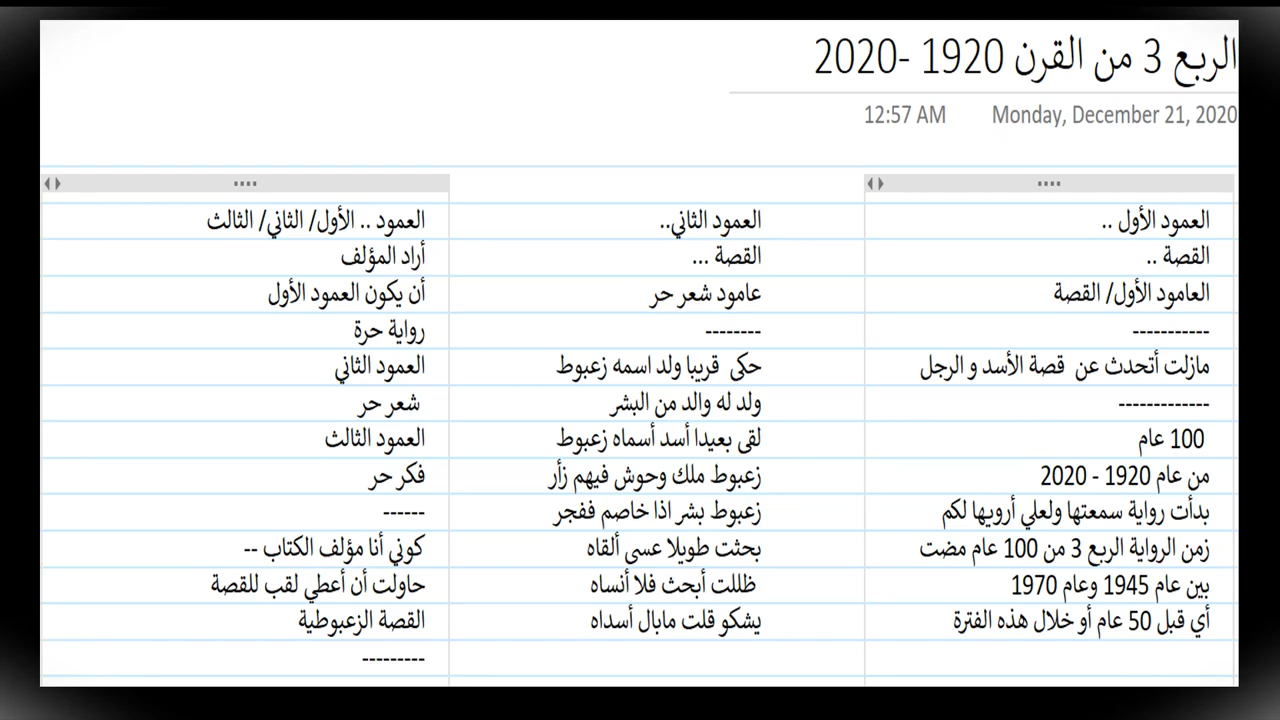 الربع 3 من القرن 1920 -2020
Monday, December 21, 2020 12:57 AM
العمود الأول ..
القصة ..
العامود الأول/ القصة
-----------
مازلت أتحدث عن قصة الأسد و الرجل
-------------
100 عام
من عام 1920 - 2020
بدأت رواية سمعتها ولعلي أرويها لكم
زمن الرواية الربع 3 من 100 عام مضت
بين عام 1945 وعام 1970
أي قبل 50 عام أو خلال هذه الفترة
العمود الثاني..
القصة ...
عامود شعر حر
--------
حكى قريبا ولد اسمه زعبوط
ولد له والد من البشر
لقى بعيدا أسد أسماه زعبوط
زعبوط ملك وحوش فيهم زأر
زعبوط بشر اذا خاصم ففجر
بحثت طويلا عسى ألقاه
ظللت أبحث فلا أنساه
يشكو قلت مابال أسداه
العمود .. الأول/ الثاني/ الثالث
أراد المؤلف
أن يكون العمود الأول
رواية حرة
العمود الثاني
شعر حر
العمود الثالث
فكر حر
------
كوني أنا مؤلف الكتاب --
حاولت أن أعطي لقب للقصة
القصة الزعبوطية
---------